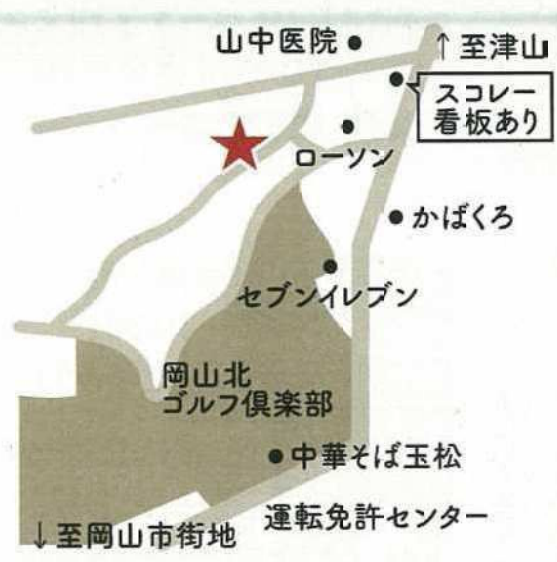 山中医院
↑至津山
スコレー
看板あり
ローソン
かばくろ
セブンイレブン
岡山北
ゴルフ倶楽部
中華そば玉松
運転免許センター
↓至岡山市街地